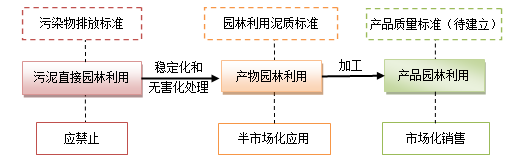 污染物排放标准
园林利用泥质标准
产品质量标准（待建立）
污泥直接园林利用
稳定化和
无害化处理
产物园林利用
加工
产品园林利用
应禁止
半市场化应用
市场化销售